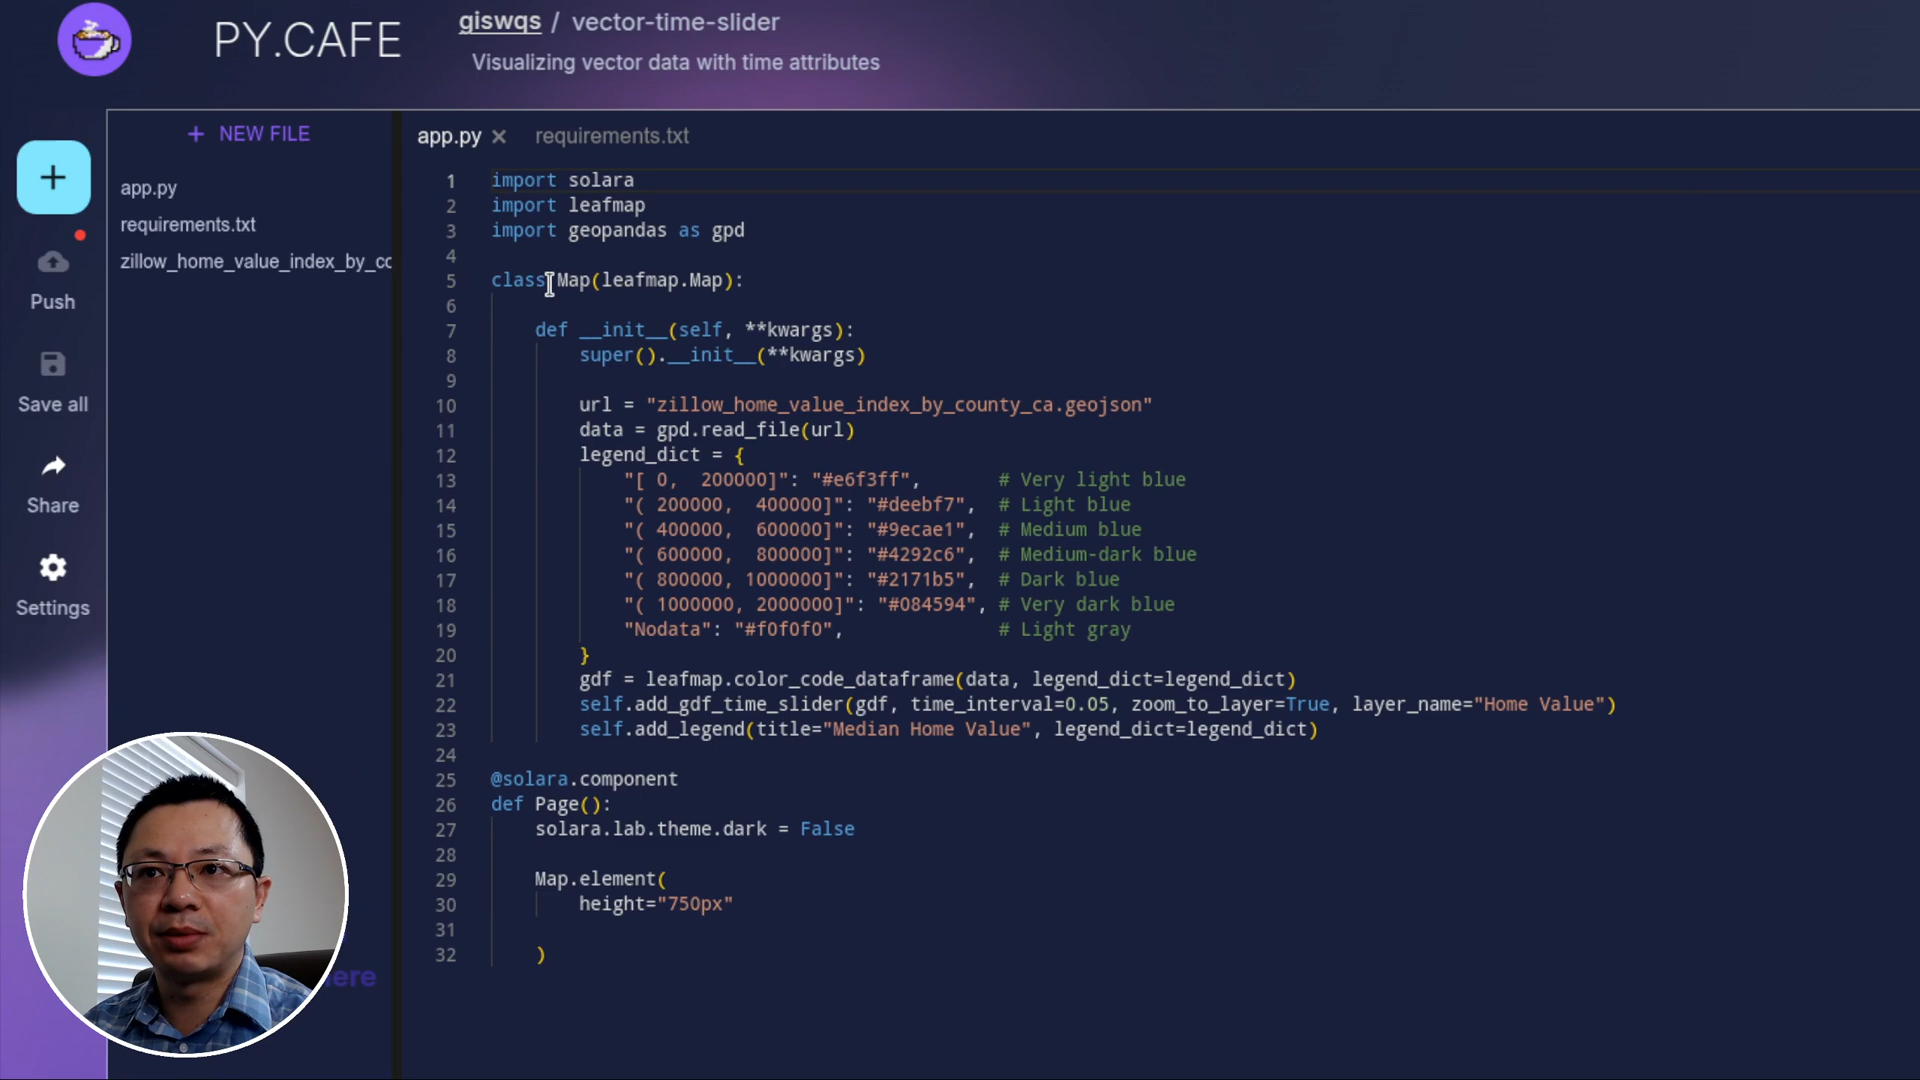 PY.CAFE
giswqs / vector-time-slider
Visualizing vector data with time attributes
+ NEW FILE
app.py
requirements.txt
zillow_home_value_index_by_co
Push
Save all
Share
Settings
app.py × requirements.txt
1 import solara
2 import leafmap
3 import geopandas as gpd
4
5 class Map(leafmap.Map):
6
7 def __init__(self, **kwargs):
8 super().__init__(**kwargs)
9
10 url = "zillow_home_value_index_by_county_ca.geojson"
11 data = gpd.read_file(url)
12 legend_dict = {
13 "[ 0,  200000]": "#e6f3ff", # Very light blue
14 "( 200000,  400000]": "#deebf7", # Light blue
15 "( 400000,  600000]": "#9ecae1", # Medium blue
16 "( 600000,  800000]": "#4292c6", # Medium-dark blue
17 "( 800000, 1000000]": "#2171b5", # Dark blue
18 "( 1000000, 2000000]": "#084594", # Very dark blue
19 "Nodata": "#f0f0f0", # Light gray
20 }
21 gdf = leafmap.color_code_dataframe(data, legend_dict=legend_dict)
22 self.add_gdf_time_slider(gdf, time_interval=0.05, zoom_to_layer=True, layer_name="Home Value")
23 self.add_legend(title="Median Home Value", legend_dict=legend_dict)
24
25 @solara.component
26 def Page():
27 solara.lab.theme.dark = False
28
29 Map.element(
30 height="750px"
31
32 )